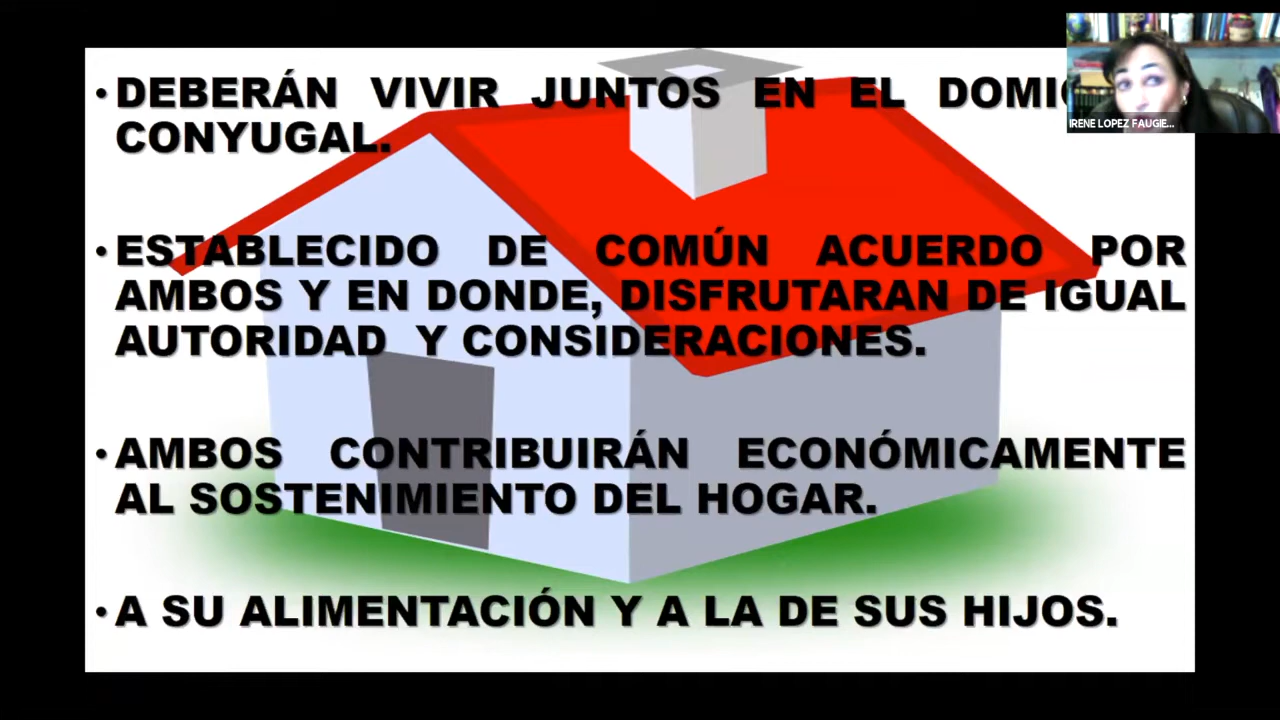 • DEBERÁN VIVIR JUNTOS EN EL
CONYUGAL.
• ESTABLECIDO DE COMÚN ACUERDO POR
AMBOS Y EN DONDE, DISFRUTARAN DE IGUAL
AUTORIDAD Y CONSIDERACIONES.
• AMBOS CONTRIBUIRÁN ECONÓMICAMENTE
AL SOSTENIMIENTO DEL HOGAR.
• A SU ALIMENTACIÓN Y A LA DE SUS HIJOS.
IRENE LOPEZ FAUGIE...